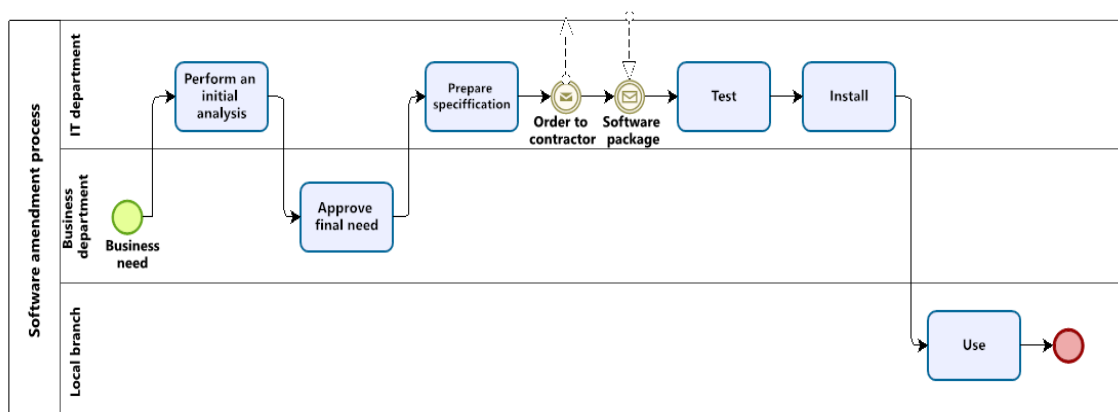 Software amendment process
IT department
Perform an
initial
analysis
Prepare
speciffication
Order to
contractor
Software
package
Test
Install
Business
department
Business
need
Approve
final need
Local branch
Use